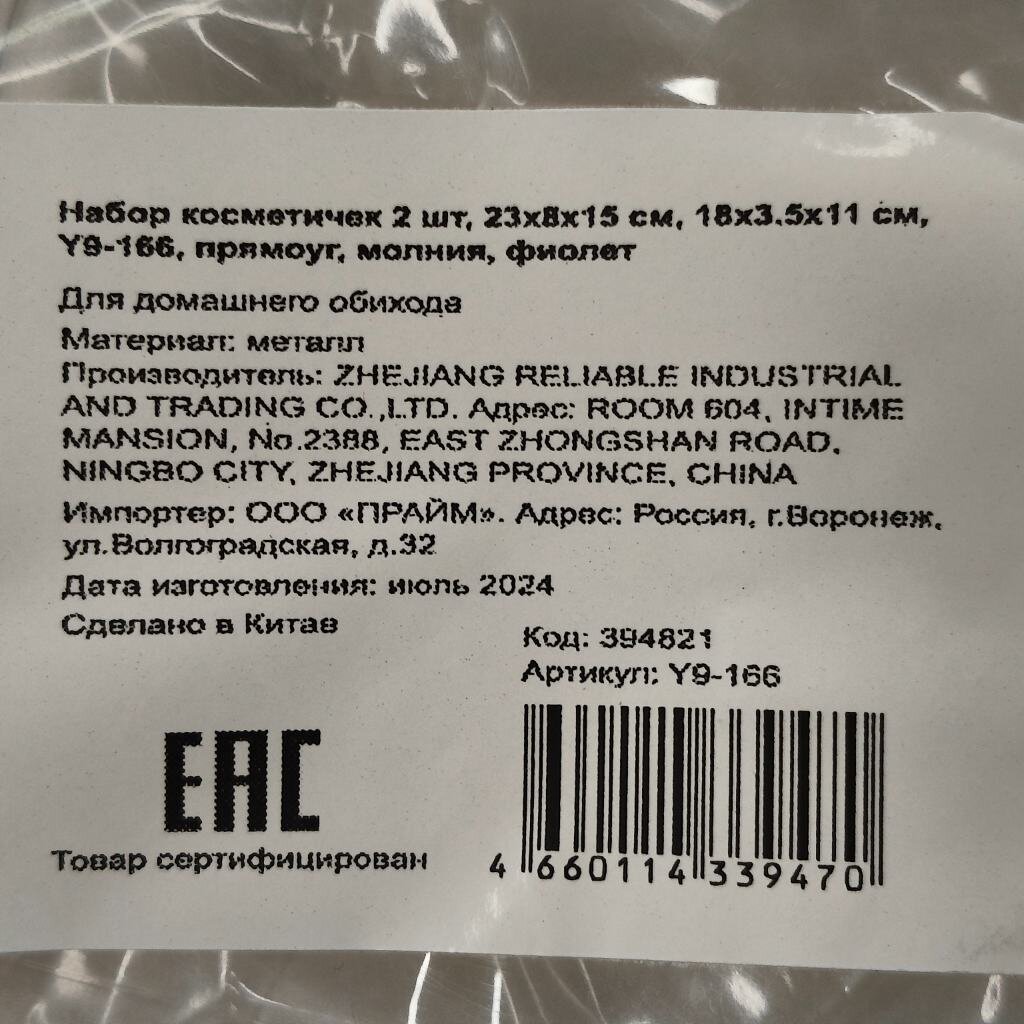 Набор косметичек 2 шт, 23х8х15 см, 18х3.5х11 см,
Y9-166, прямоуг, молния, фиолет
Для домашнего обихода
Материал: металл
Производитель: ZHEJIANG RELIABLE INDUSTRIAL
AND TRADING CO.,LTD. Адрес: ROOM 604, INTIME
MANSION, No.2388, EAST ZHONGSHAN ROAD,
NINGBO CITY, ZHEJIANG PROVINCE, CHINA
Импортер: ООО «ПРАЙМ». Адрес: Россия, г.Воронеж,
ул.Волгоградская, д.32
Дата изготовления: июль 2024
Сделано в Китае
Код: 394821
Артикул: Y9-166
EAC
Товар сертифицирован
4 660114 339470